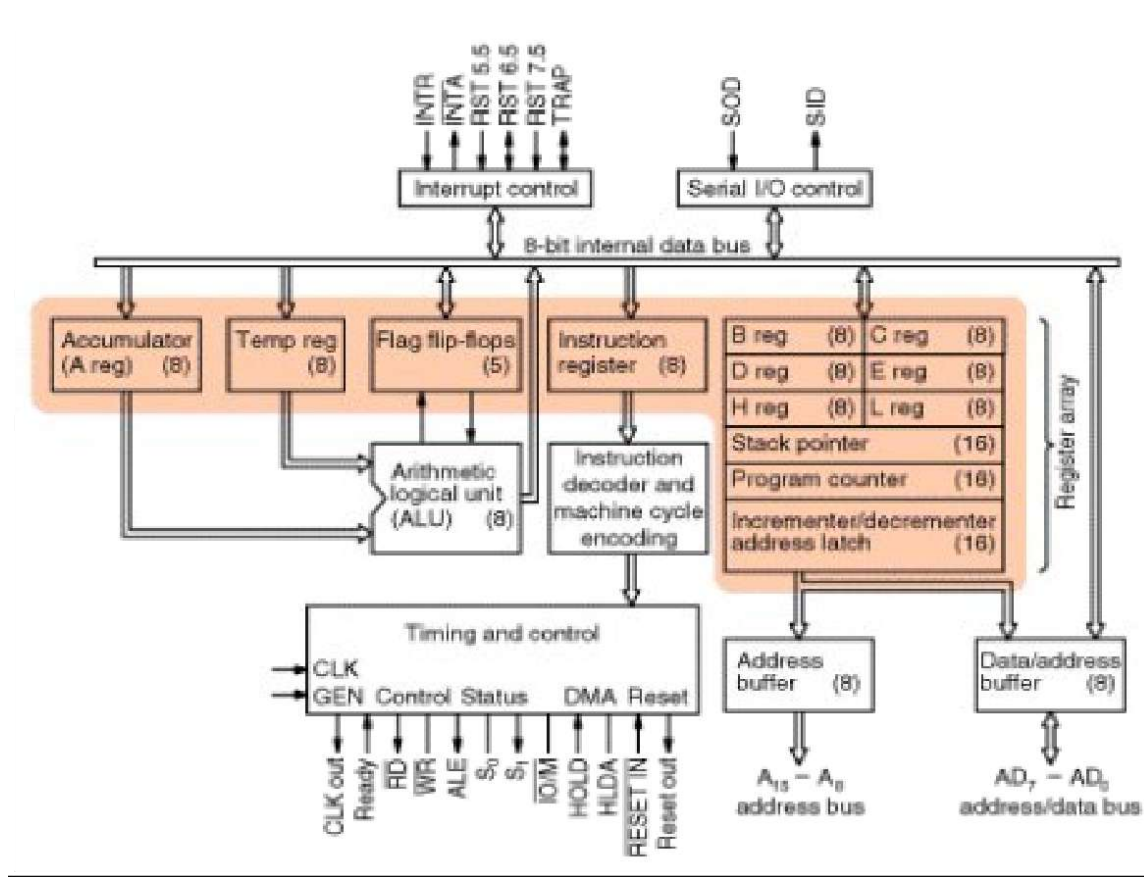 INTR
INTA
RST 5.5
RST 6.5
RST 7.5
TRAP
SOD
SID
Interrupt control
Serial I/O control
8-bit internal data bus
Accumulator
(A reg) (8)
Temp reg
(8)
Flag flip-flops
(5)
Instruction
register (8)
B reg (8) C reg (8)
D reg (8) E reg (8)
H reg (8) L reg (8)
Stack pointer (16)
Program counter (16)
Incrementer/decrementer
address latch (16)
Register array
Arithmetic
logical unit
(ALU) (8)
Instruction
decoder and
machine cycle
encoding
Timing and control
CLK
GEN Control Status DMA Reset
CLK out
Ready
RD
WR
ALE
S₀
S₁
IO/M
HOLD
HLDA
RESET IN
Reset out
Address
buffer (8)
Data/address
buffer (8)
A₁₅ – A₈
address bus
AD₇ – AD₀
address/data bus